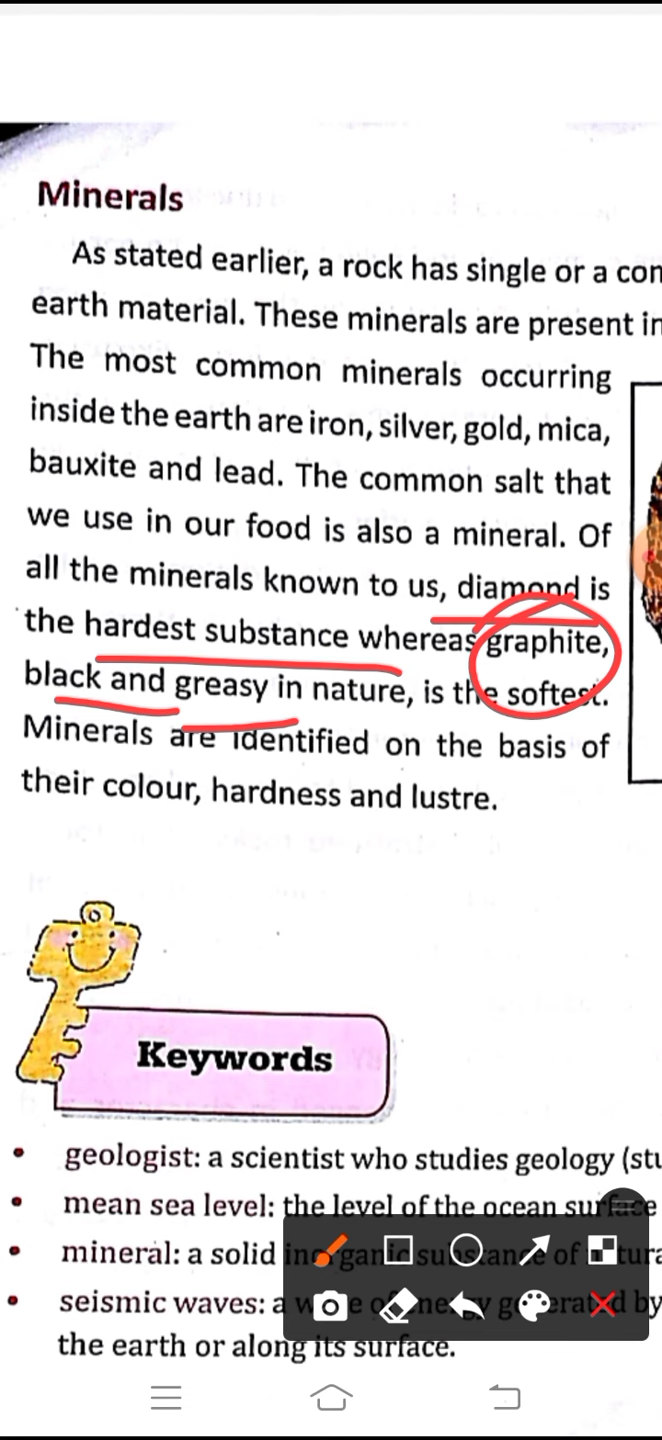 Minerals
As stated earlier, a rock has single or a
earth material. These minerals are present
The most common minerals occurring
inside the earth are iron, silver, gold, mica,
bauxite and lead. The common salt that
we use in our food is also a mineral. Of
all the minerals known to us, diamond is
the hardest substance whereas graphite,
black and greasy in nature, is the softest.
Minerals are identified on the basis of
their colour, hardness and lustre.
Keywords
• geologist: a scientist who studies geology
• mean sea level: the level of the ocean surface
• mineral: a solid inorganic substance of
• seismic waves: a by
the earth or along its surface.